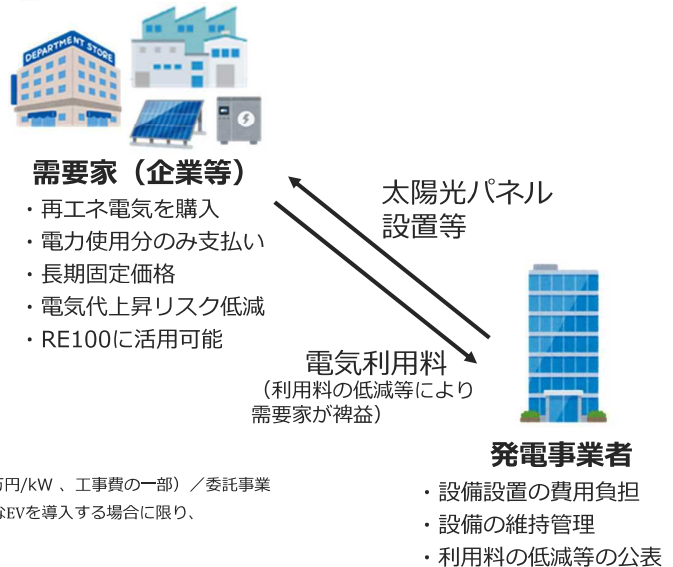 DEPARTMENT STORE
需要家（企業等）
・再エネ電気を購入
・電力使用分のみ支払い
・長期固定価格
・電気代上昇リスク低減
・RE100に活用可能
太陽光パネル
設置等
電気利用料
（利用料の低減等により
需要家が裨益）
発電事業者
・設備設置の費用負担
・設備の維持管理
・利用料の低減等の公表
円/kW 、工事費の一部）／委託事業
EVを導入する場合に限り、